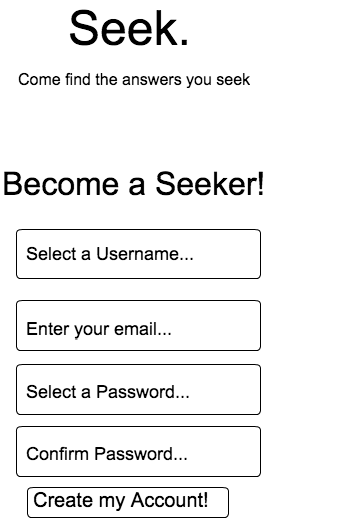 Seek.
Come find the answers you seek
Become a Seeker!
Select a Username...
Enter your email...
Select a Password...
Confirm Password...
Create my Account!